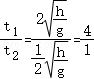 t₁/t₂ = 2√(h/g) / (1/2)√(h/g) = 4/1